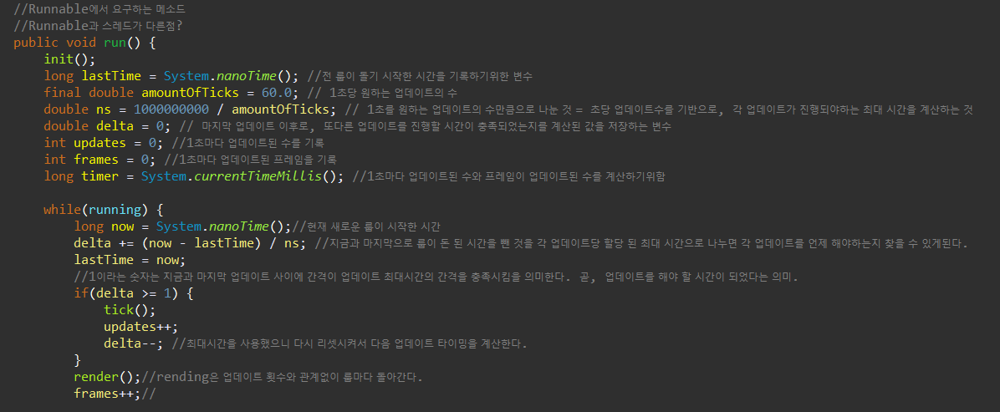 //Runnable에서 요구하는 메소드
//Runnable과 스레드가 다른점?
public void run() {
init();
long lastTime = System.nanoTime(); //전 룹이 돌기 시작한 시간을 기록하기위한 변수
final double amountOfTicks = 60.0; // 1초당 원하는 업데이트의 수
double ns = 1000000000 / amountOfTicks; // 1초를 원하는 업데이트의 수만큼으로 나눈 것 = 초당 업데이트수를 기반으로, 각 업데이트가 진행되야하는 최대 시간을 계산하는 것
double delta = 0; // 마지막 업데이트 이후로, 또다른 업데이트를 진행할 시간이 충족되었는지를 계산된 값을 저장하는 변수
int updates = 0; //1초마다 업데이트된 수를 기록
int frames = 0; //1초마다 업데이트된 프레임을 기록
long timer = System.currentTimeMillis(); //1초마다 업데이트된 수와 프레임이 업데이트된 수를 계산하기위함
while(running) {
long now = System.nanoTime();//현재 새로운 룹이 시작한 시간
delta += (now - lastTime) / ns; //지금과 마지막으로 룹이 돈 된 시간을 뺀 것을 각 업데이트당 할당 된 최대 시간으로 나누면 각 업데이트를 언제 해야하는지 찾을 수 있게된다.
lastTime = now;
//1이라는 숫자는 지금과 마지막 업데이트 사이에 간격이 업데이트 최대시간의 간격을 충족시킴을 의미한다. 곧, 업데이트를 해야 할 시간이 되었다는 의미.
if(delta >= 1) {
tick();
updates++;
delta--; //최대시간을 사용했으니 다시 리셋시켜서 다음 업데이트 타이밍을 계산한다.
}
render();//rending은 업데이트 횟수와 관계없이 룹마다 돌아간다.
frames++;//